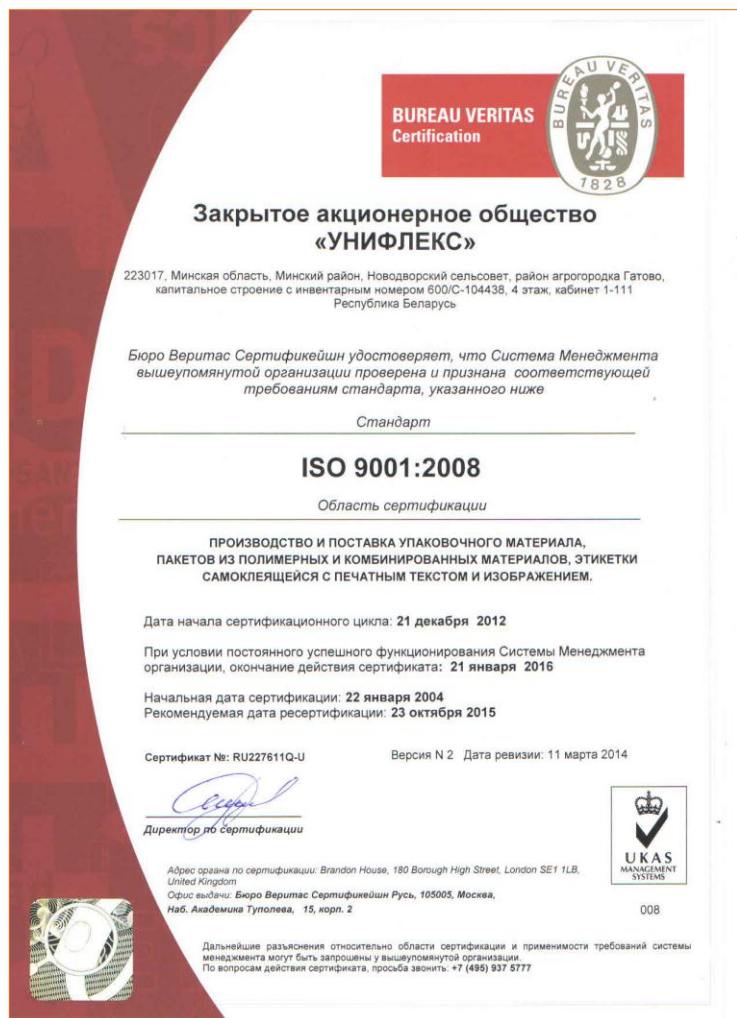 BUREAU VERITAS
Certification
BUREAU VERITAS
1828
Закрытое акционерное общество
«УНИФЛЕКС»
223017, Минская область, Минский район, Новодворский сельсовет, район агрогородка Гатово,
капитальное строение с инвентарным номером 600/С-104438, 4 этаж, кабинет 1-111
Республика Беларусь
Бюро Веритас Сертификейшн удостоверяет, что Система Менеджмента
вышеупомянутой организации проверена и признана соответствующей
требованиям стандарта, указанного ниже
Стандарт
ISO 9001:2008
Область сертификации
ПРОИЗВОДСТВО И ПОСТАВКА УПАКОВОЧНОГО МАТЕРИАЛА,
ПАКЕТОВ ИЗ ПОЛИМЕРНЫХ И КОМБИНИРОВАННЫХ МАТЕРИАЛОВ, ЭТИКЕТКИ
САМОКЛЕЯЩЕЙСЯ С ПЕЧАТНЫМ ТЕКСТОМ И ИЗОБРАЖЕНИЕМ.
Дата начала сертификационного цикла: 21 декабря 2012
При условии постоянного успешного функционирования Системы Менеджмента
организации, окончание действия сертификата: 21 января 2016
Начальная дата сертификации: 22 января 2004
Рекомендуемая дата ресертификации: 23 октября 2015
Сертификат №: RU227611Q-U Версия N 2 Дата ревизии: 11 марта 2014
Директор по сертификации
UKAS
MANAGEMENT
SYSTEMS
008
Адрес органа по сертификации: Brandon House, 180 Borough High Street, London SE1 1LB,
United Kingdom
Офис выдачи: Бюро Веритас Сертификейшн Русь, 105005, Москва,
Наб. Академика Туполева, 15, корп. 2
Дальнейшие разъяснения относительно области сертификации и применимости требований системы
менеджмента могут быть запрошены у вышеупомянутой организации.
По вопросам действия сертификата, просьба звонить: +7 (495) 937 5777